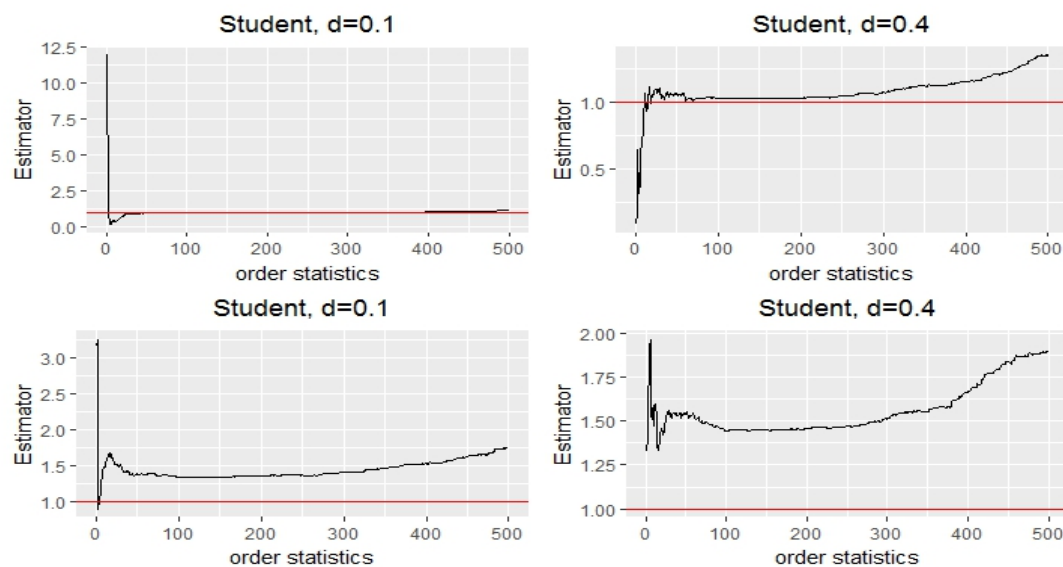 Student, d=0.1
Student, d=0.4
12.5
10.0
7.5
5.0
2.5
0.0
Estimator
0 100 200 300 400 500
order statistics
1.0
0.5
Estimator
0 100 200 300 400 500
order statistics
Student, d=0.1
Student, d=0.4
3.0
2.5
2.0
1.5
1.0
Estimator
0 100 200 300 400 500
order statistics
2.00
1.75
1.50
1.25
1.00
Estimator
0 100 200 300 400 500
order statistics